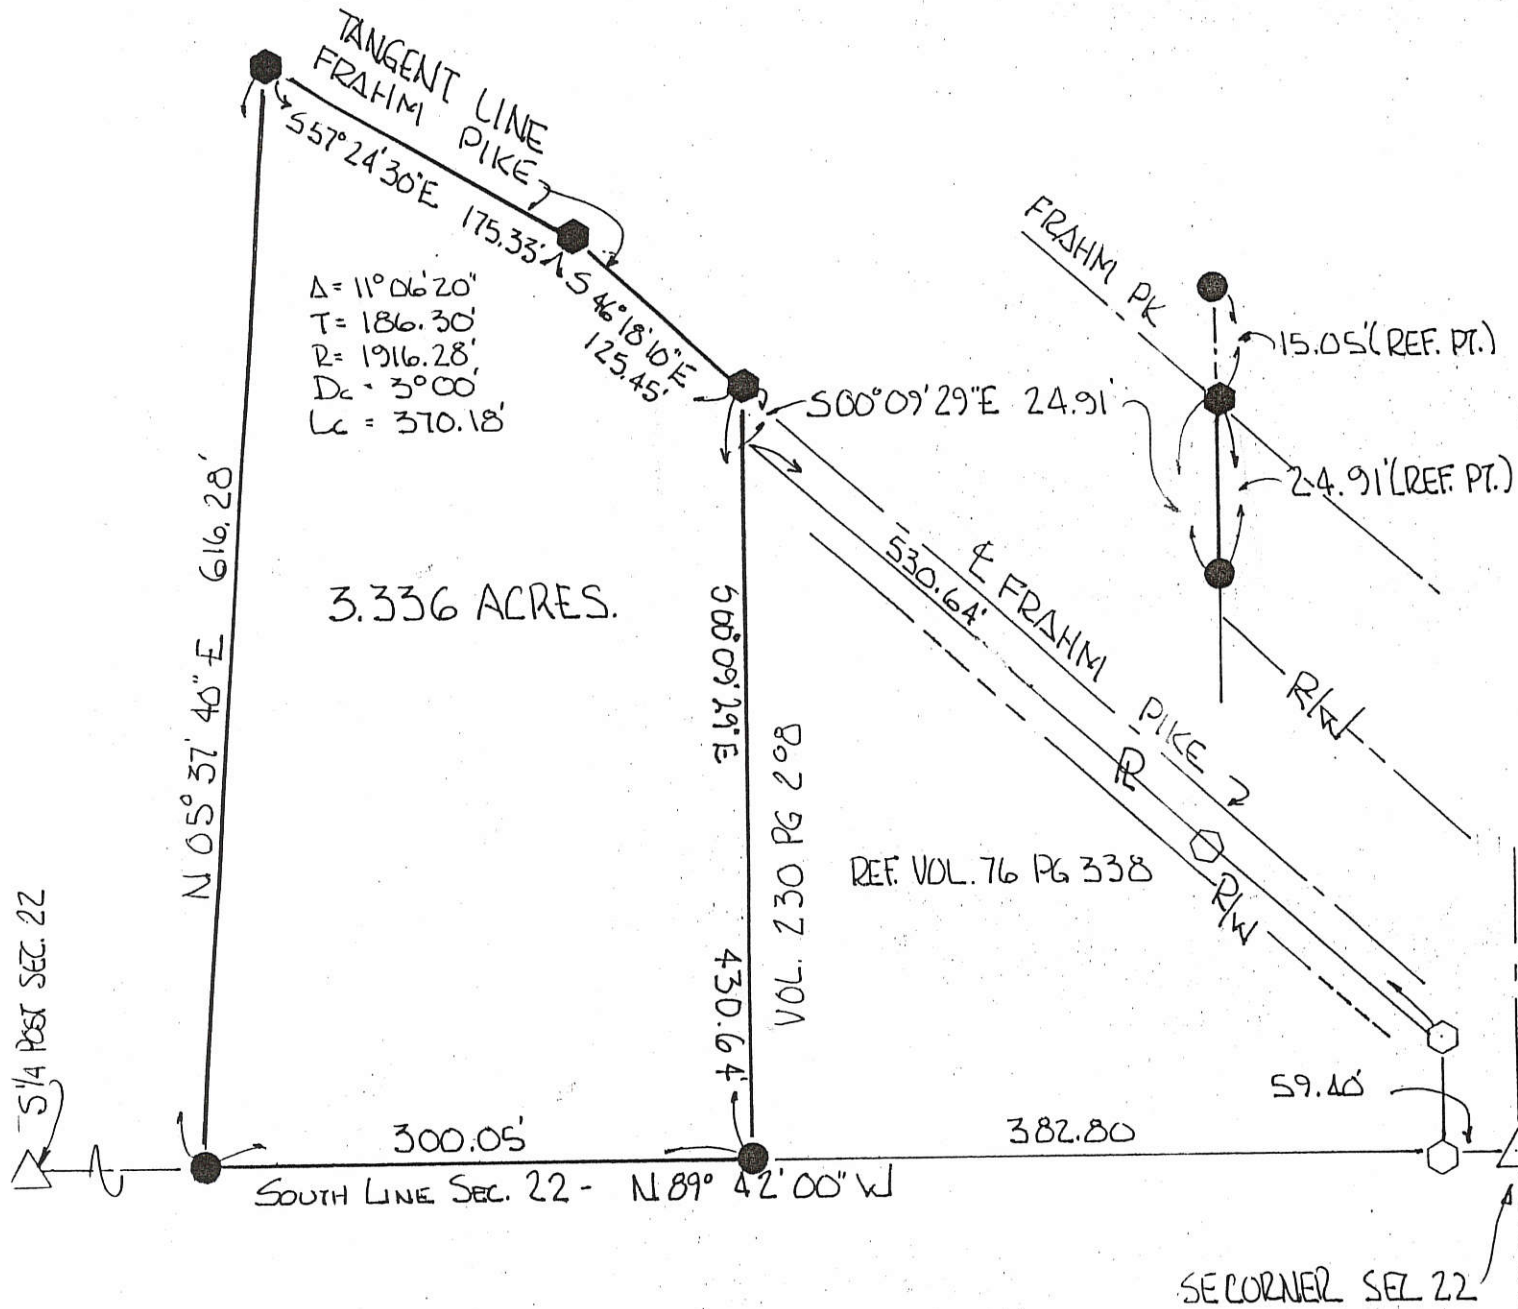 TANGENT LINE
FRAHM PIKE
S57°24'30"E 175.33'
S 46°18'10"E
125.45'
Δ = 11°06'20"
T = 186.30'
R = 1916.28'
Dc = 3°00'
Lc = 370.18'
FRAHM PK
15.05'(REF. PT.)
S00°09'29"E 24.91'
24.91'(REF. PT.)
R/W
N 05° 37' 40" E 616.28'
3.336 ACRES.
S00°09'29"E
430.64'
VOL. 230 PG 208
℄ FRAHM PIKE
530.64'
PL
R/W
REF. VOL. 76 PG 338
S 1/4 POST SEC. 22
59.40'
300.05'
382.80
SOUTH LINE SEC. 22 - N 89° 42' 00" W
SE CORNER SEC 22